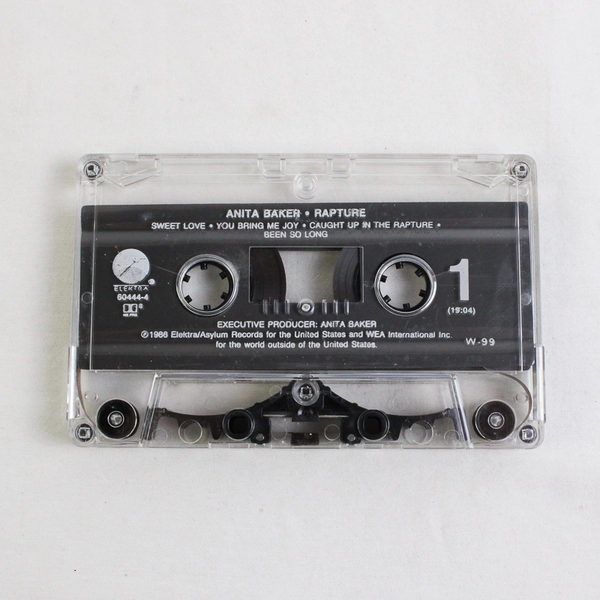 ANITA BAKER • RAPTURE
SWEET LOVE • YOU BRING ME JOY • CAUGHT UP IN THE RAPTURE •
BEEN SO LONG
ELEKTRA®
60444-4
1
(19:04)
EXECUTIVE PRODUCER: ANITA BAKER
℗1986 Elektra/Asylum Records for the United States and WEA International Inc.
for the world outside of the United States.
W-99